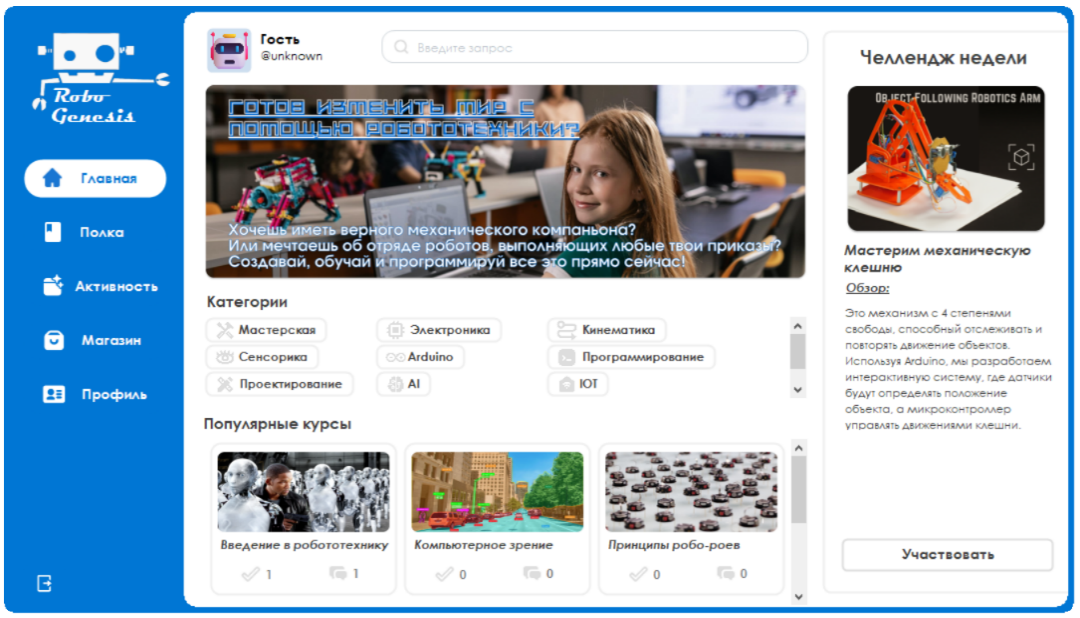 Robo
Genesis
Главная
Полка
Активность
Магазин
Профиль
Гость
@unknown
Введите запрос
ГОТОВ ИЗМЕНИТЬ МИР С
ПОМОЩЬЮ РОБОТОТЕХНИКИ?
Хочешь иметь верного механического компаньона?
Или мечтаешь об отряде роботов, выполняющих любые твои приказы?
Создавай, обучай и программируй все это прямо сейчас!
Категории
Мастерская
Электроника
Кинематика
Сенсорика
Arduino
Программирование
Проектирование
AI
IOT
Популярные курсы
Введение в робототехнику
Компьютерное зрение
Принципы робо-роев
1
1
0
0
0
0
Челлендж недели
Object-Following Robotics Arm
Мастерим механическую
клешню
Обзор:
Это механизм с 4 степенями
свободы, способный отслеживать и
повторять движение объектов.
Используя Arduino, мы разработаем
интерактивную систему, где датчики
будут определять положение
объекта, а микроконтроллер
управлять движениями клешни.
Участвовать